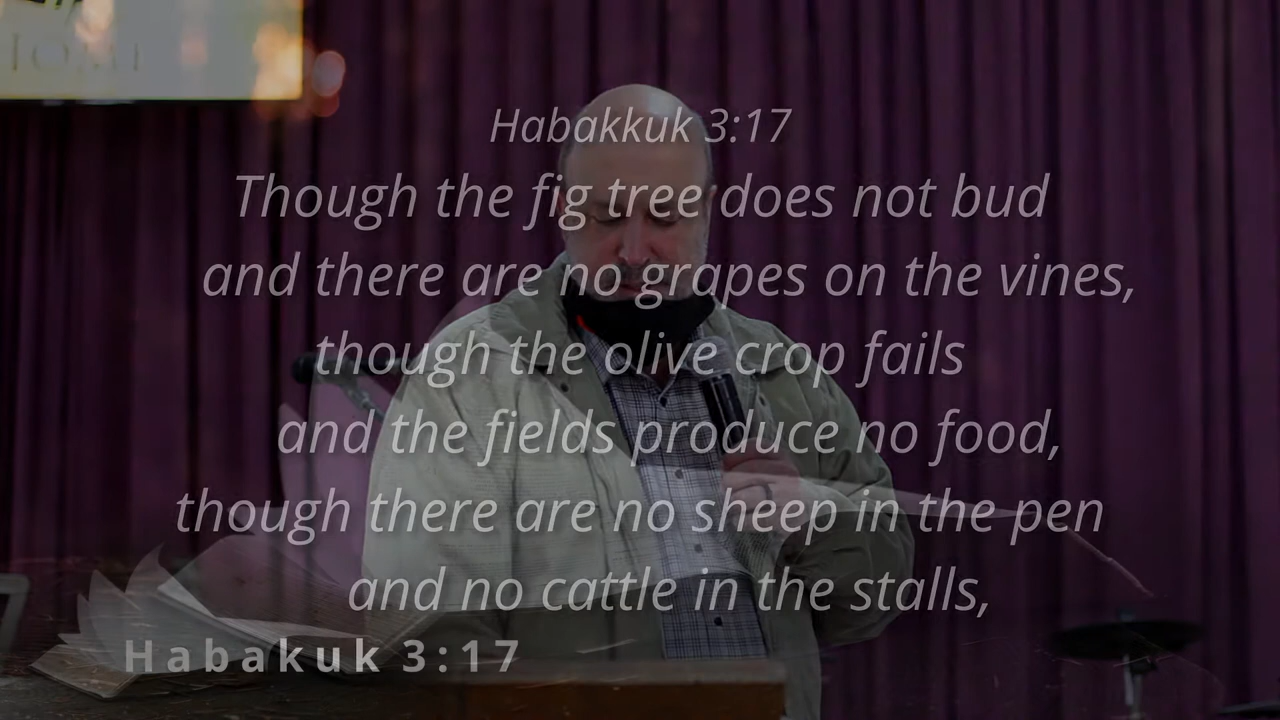 Habakkuk 3:17
Though the fig tree does not bud
and there are no grapes on the vines,
though the olive crop fails
and the fields produce no food,
though there are no sheep in the pen
and no cattle in the stalls,
Habakuk 3:17